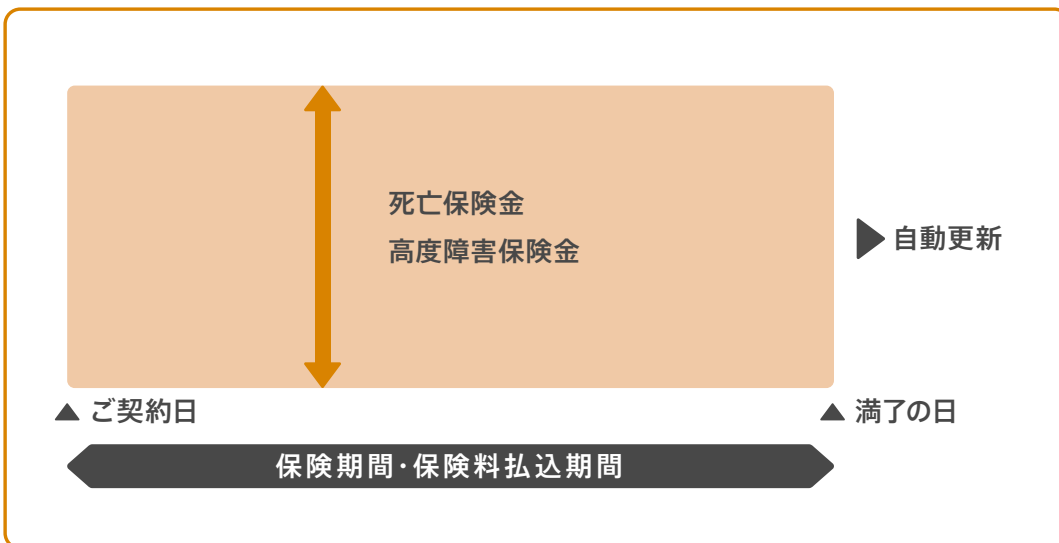 死亡保険金
高度障害保険金
自動更新
ご契約日
満了の日
保険期間･保険料払込期間